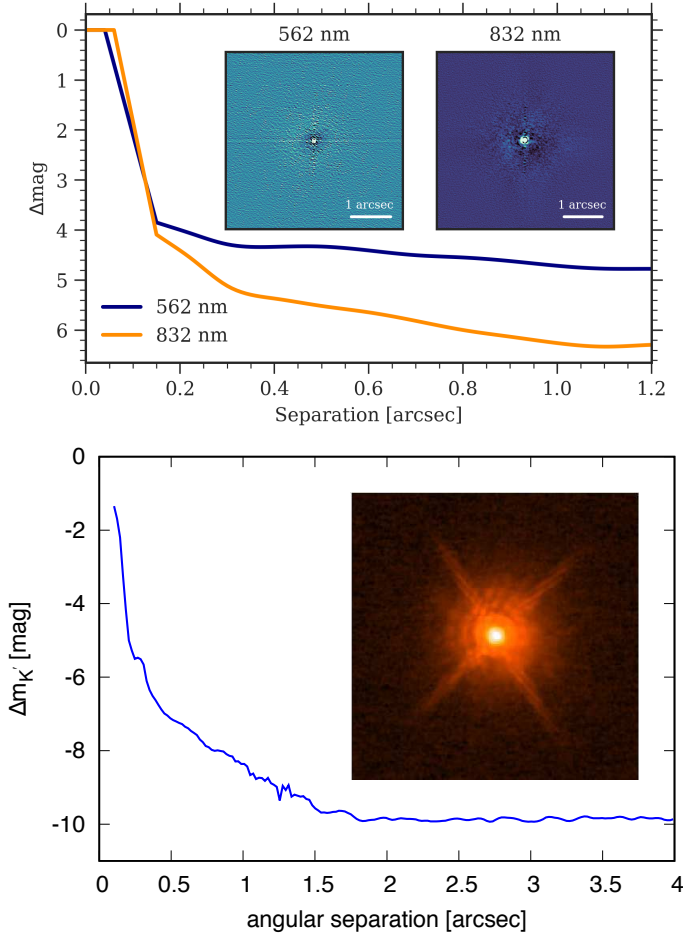 562 nm 832 nm
0
1
2
3
4
5
6
Δmag
1 arcsec 1 arcsec
562 nm
832 nm
0.0 0.2 0.4 0.6 0.8 1.0 1.2
Separation [arcsec]
0
-2
-4
-6
-8
-10
Δm_K′ [mag]
0 0.5 1 1.5 2 2.5 3 3.5 4
angular separation [arcsec]